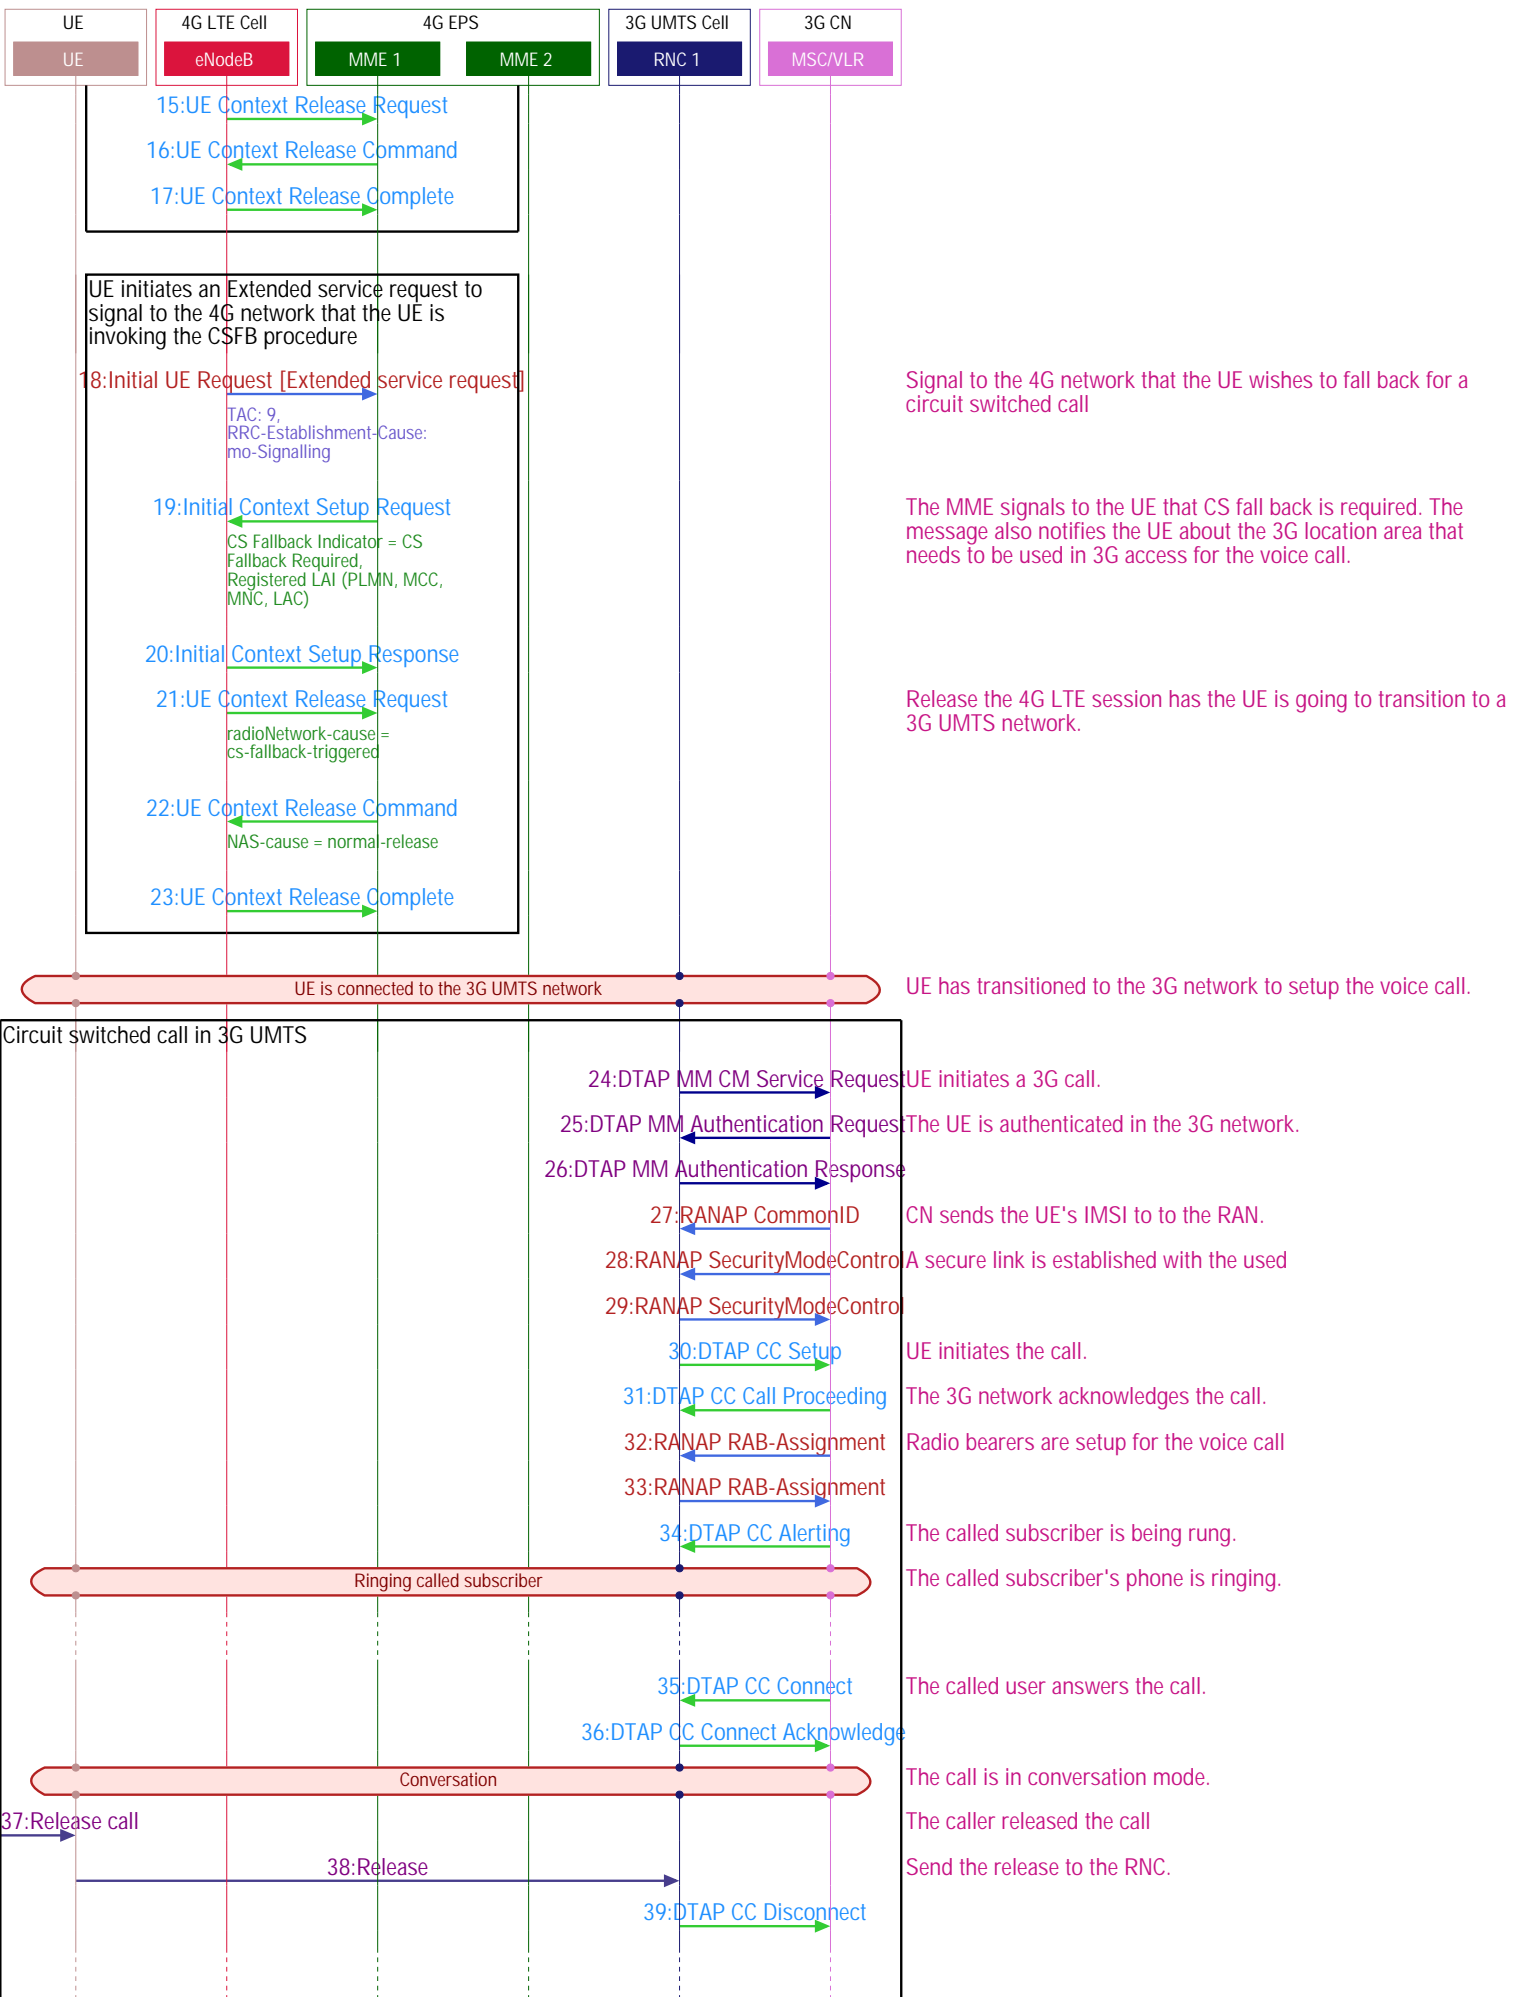 UE
4G LTE Cell
4G EPS
3G UMTS Cell
3G CN
UE
eNodeB
MME 1
MME 2
RNC 1
MSC/VLR
15:UE Context Release Request
16:UE Context Release Command
17:UE Context Release Complete
UE initiates an Extended service request to
signal to the 4G network that the UE is
invoking the CSFB procedure
18:Initial UE Request [Extended service request]
Signal to the 4G network that the UE wishes to fall back for a
circuit switched call
TAC: 9,
RRC-Establishment-Cause:
mo-Signalling
19:Initial Context Setup Request
The MME signals to the UE that CS fall back is required. The
message also notifies the UE about the 3G location area that
needs to be used in 3G access for the voice call.
CS Fallback Indicator = CS
Fallback Required,
Registered LAI (PLMN, MCC,
MNC, LAC)
20:Initial Context Setup Response
21:UE Context Release Request
Release the 4G LTE session has the UE is going to transition to a
3G UMTS network.
radioNetwork-cause =
cs-fallback-triggered
22:UE Context Release Command
NAS-cause = normal-release
23:UE Context Release Complete
UE is connected to the 3G UMTS network
UE has transitioned to the 3G network to setup the voice call.
Circuit switched call in 3G UMTS
24:DTAP MM CM Service Request
UE initiates a 3G call.
25:DTAP MM Authentication Request
The UE is authenticated in the 3G network.
26:DTAP MM Authentication Response
27:RANAP CommonID
CN sends the UE's IMSI to to the RAN.
28:RANAP SecurityModeControl
A secure link is established with the used
29:RANAP SecurityModeControl
30:DTAP CC Setup
UE initiates the call.
31:DTAP CC Call Proceeding
The 3G network acknowledges the call.
32:RANAP RAB-Assignment
Radio bearers are setup for the voice call
33:RANAP RAB-Assignment
34:DTAP CC Alerting
The called subscriber is being rung.
Ringing called subscriber
The called subscriber's phone is ringing.
35:DTAP CC Connect
The called user answers the call.
36:DTAP CC Connect Acknowledge
Conversation
The call is in conversation mode.
37:Release call
The caller released the call
38:Release
Send the release to the RNC.
39:DTAP CC Disconnect